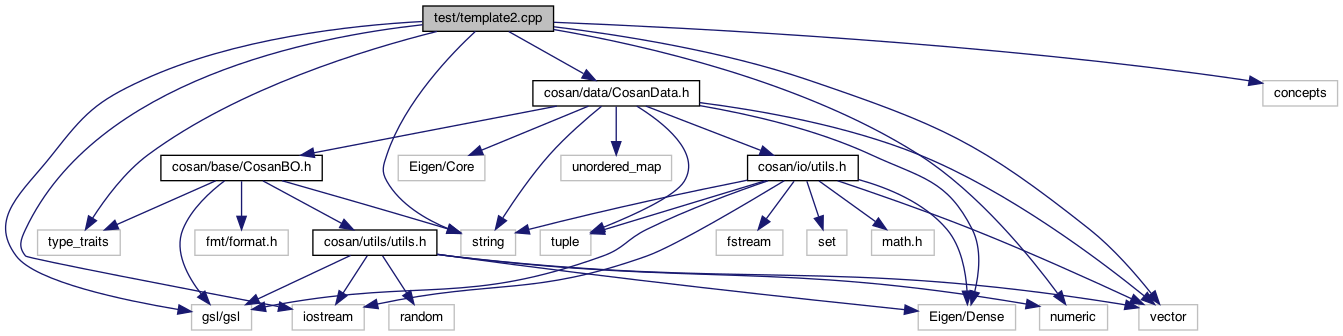 test/template2.cpp
cosan/data/CosanData.h
concepts
cosan/base/CosanBO.h
Eigen/Core
unordered_map
cosan/io/utils.h
type_traits
fmt/format.h
cosan/utils/utils.h
string
tuple
fstream
set
math.h
gsl/gsl
iostream
random
Eigen/Dense
numeric
vector